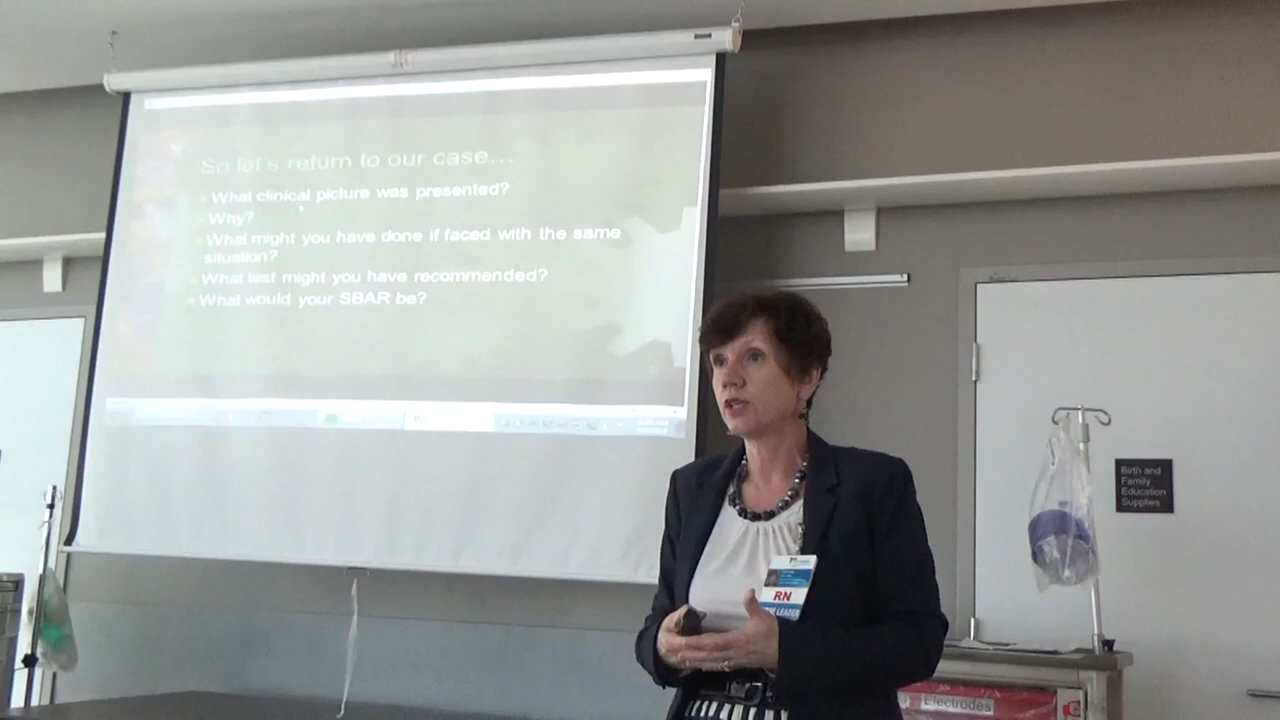 So let's return to our case...
What clinical picture was presented?
Why?
What might you have done if faced with the same
situation?
What test might you have recommended?
What would your SBAR be?
Birth and
Family
Education
Supplies
RN
LEADER
Electrodes